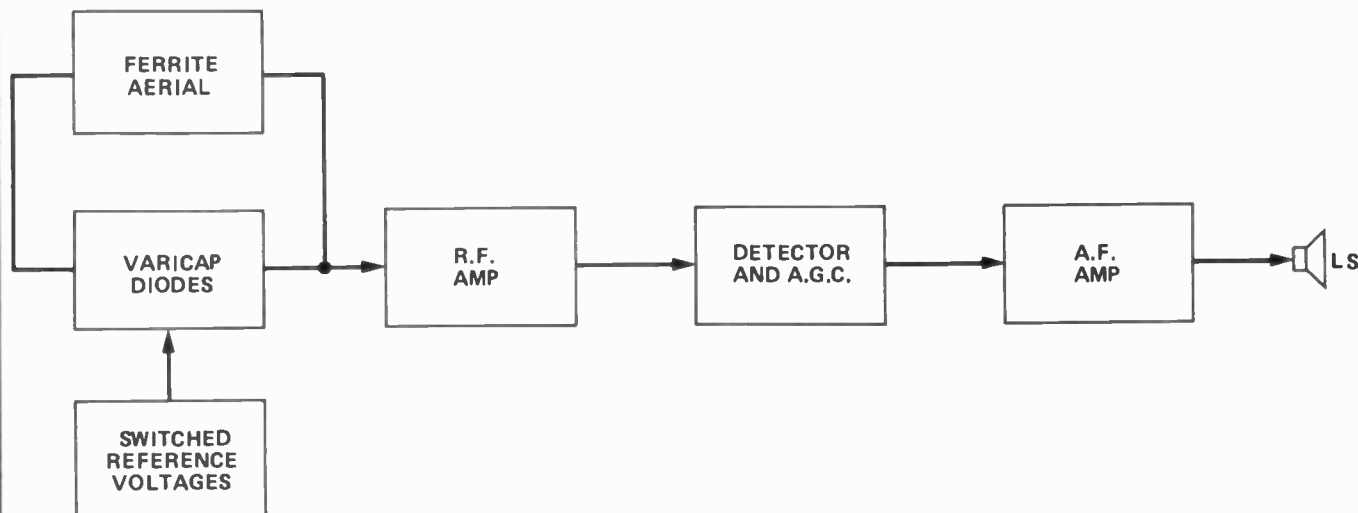 FERRITE
AERIAL
VARICAP
DIODES
R.F.
AMP
DETECTOR
AND A.G.C.
A.F.
AMP
LS
SWITCHED
REFERENCE
VOLTAGES